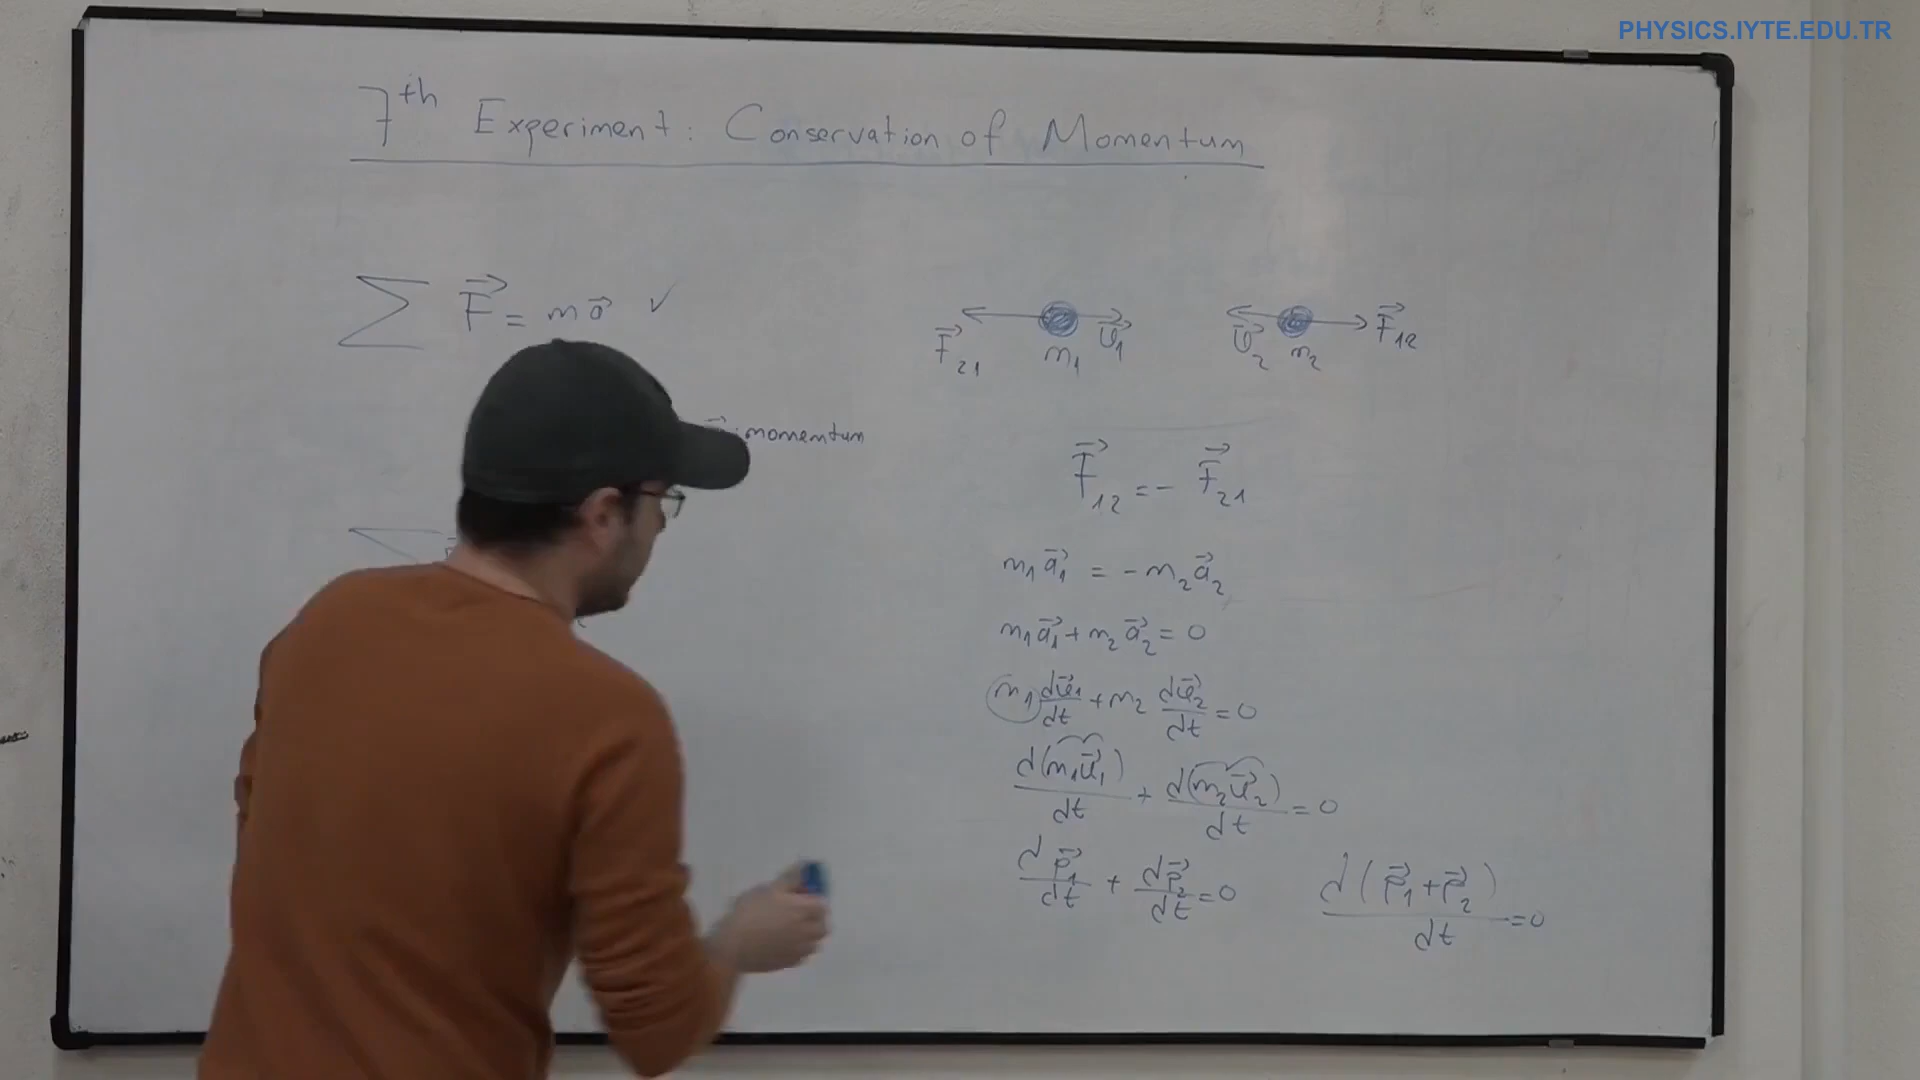 PHYSICS.IYTE.EDU.TR
7th Experiment: Conservation of Momentum
∑ F⃗ = m a⃗ ✓
F⃗21 m1 υ⃗1 υ⃗2 m2 F⃗12
: momentum
F⃗12 = - F⃗21
m1 a⃗1 = - m2 a⃗2
m1 a⃗1 + m2 a⃗2 = 0
m1 dυ⃗1/dt + m2 dυ⃗2/dt = 0
d(m1 υ⃗1)/dt + d(m2 υ⃗2)/dt = 0
dp⃗1/dt + dp⃗2/dt = 0
d(p⃗1 + p⃗2)/dt = 0